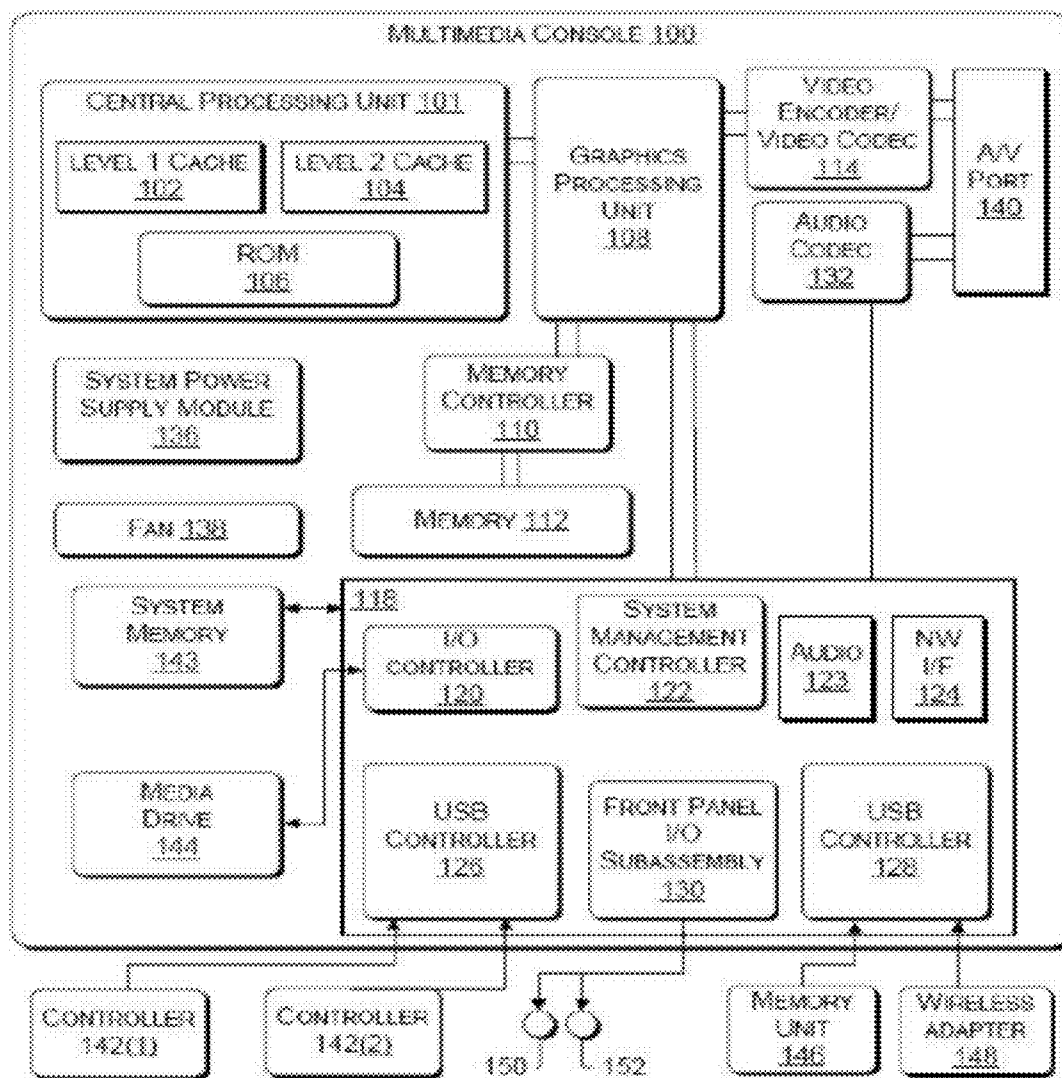 MULTIMEDIA CONSOLE 100
CENTRAL PROCESSING UNIT 101
LEVEL 1 CACHE
102
LEVEL 2 CACHE
104
ROM
106
GRAPHICS
PROCESSING
UNIT
108
VIDEO
ENCODER/
VIDEO CODEC
114
AUDIO
CODEC
132
A/V
PORT
140
SYSTEM POWER
SUPPLY MODULE
136
MEMORY
CONTROLLER
110
FAN 138
MEMORY 112
SYSTEM
MEMORY
143
118
I/O
CONTROLLER
120
SYSTEM
MANAGEMENT
CONTROLLER
122
AUDIO
123
NW
I/F
124
MEDIA
DRIVE
144
USB
CONTROLLER
126
FRONT PANEL
I/O
SUBASSEMBLY
130
USB
CONTROLLER
128
CONTROLLER
142(1)
CONTROLLER
142(2)
150
152
MEMORY
UNIT
146
WIRELESS
ADAPTER
148